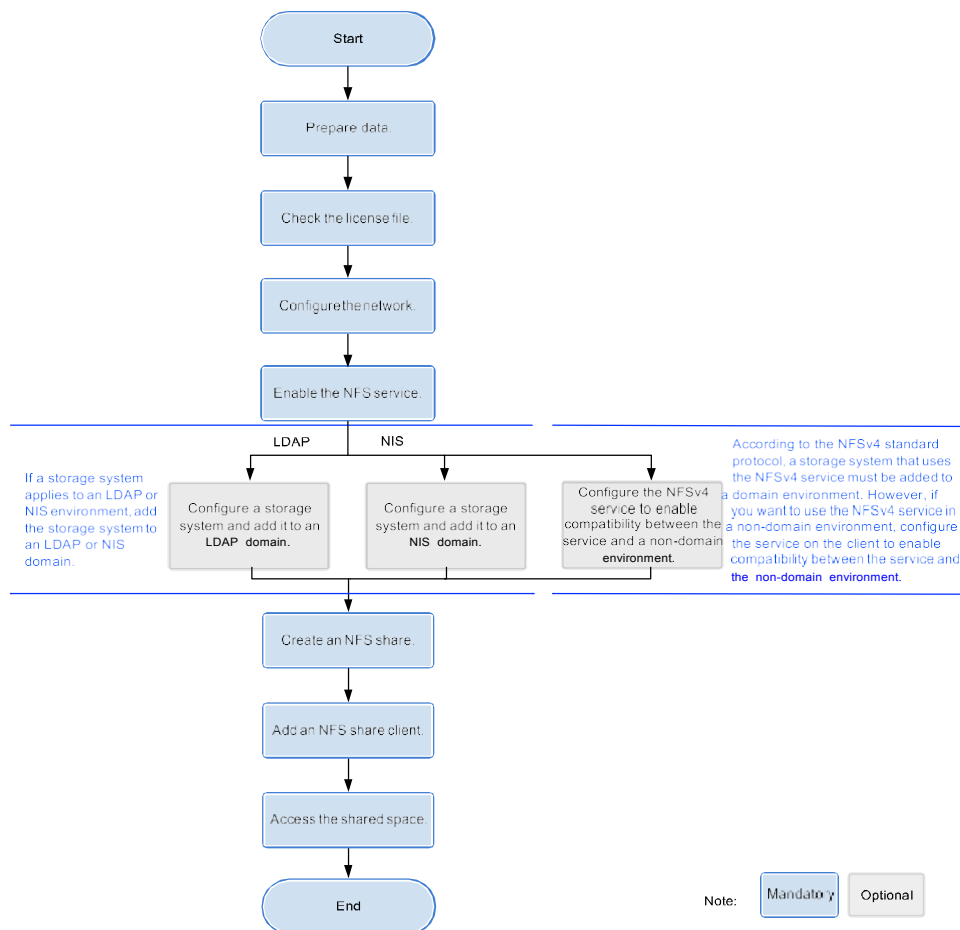 Start
Prepare data.
Check the license file.
Configure the network.
Enable the NFS service.
LDAP
NIS
If a storage system
applies to an LDAP or
NIS environment, add
the storage system to
an LDAP or NIS
domain.
Configure a storage
system and add it to an
LDAP domain.
Configure a storage
system and add it to an
NIS domain.
Configure the NFSv4
service to enable
compatibility between the
service and a non-domain
environment.
According to the NFSv4 standard
protocol, a storage system that uses
the NFSv4 service must be added to
a domain environment. However, if
you want to use the NFSv4 service in
a non-domain environment, configure
the service on the client to enable
compatibility between the service and
the non-domain environment.
Create an NFS share.
Add an NFS share client.
Access the shared space.
End
Note:
Mandatory
Optional